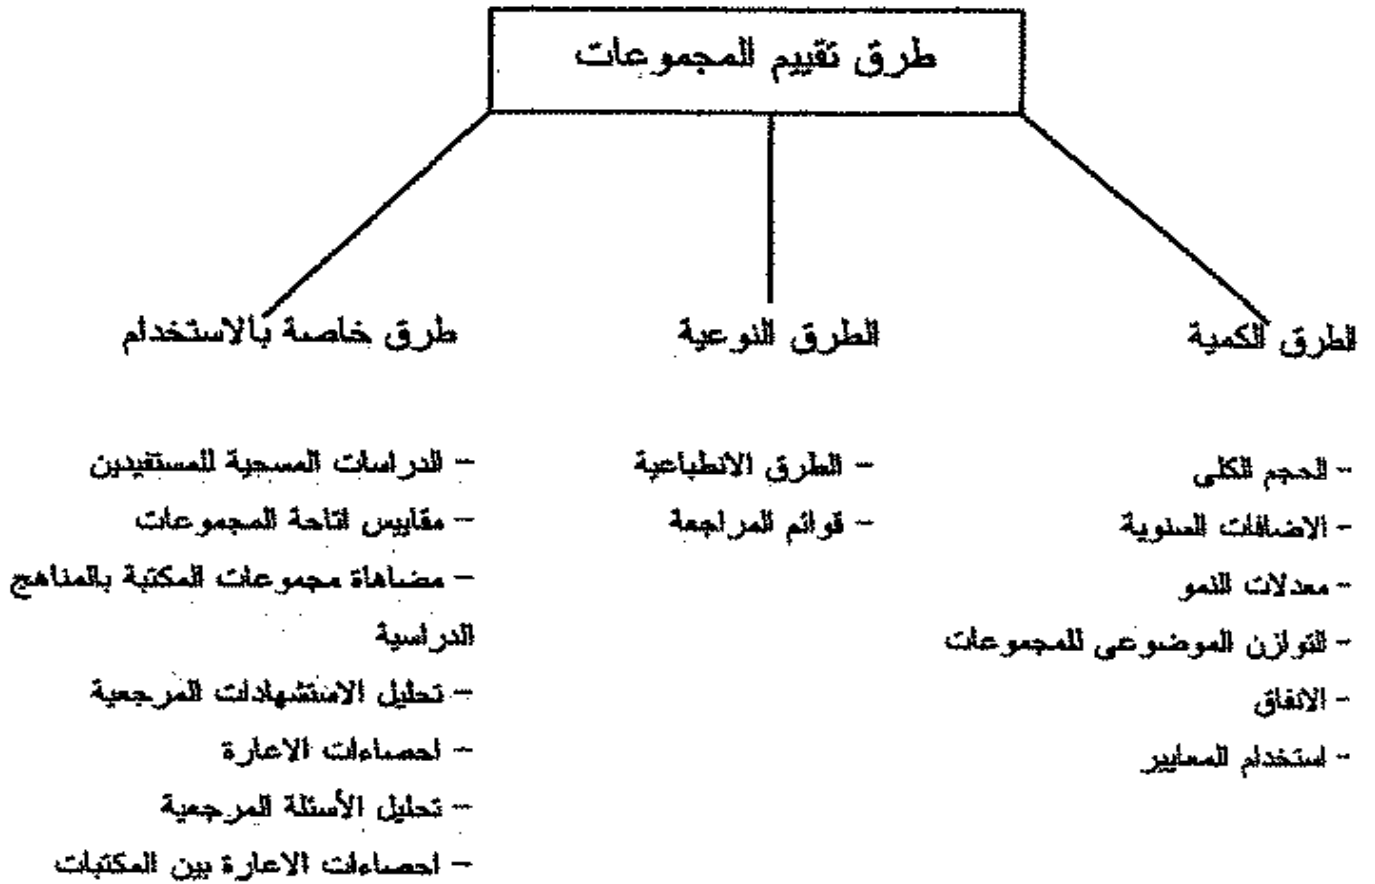 طرق تقييم المجموعات
الطرق الكمية
- الحجم الكلى
- الاضافات السنوية
- معدلات النمو
- التوازن الموضوعى للمجموعات
- الانفاق
- استخدام المعايير
الطرق النوعية
- الطرق الانطباعية
- قوائم المراجعة
طرق خاصة بالاستخدام
- الدراسات المسحية للمستفيدين
- مقاييس اتاحة المجموعات
- مضاهاة مجموعات المكتبة بالمناهج
الدراسية
- تحليل الاستشهادات المرجعية
- احصاءات الاعارة
- تحليل الأسئلة المرجعية
- احصاءات الاعارة بين المكتبات